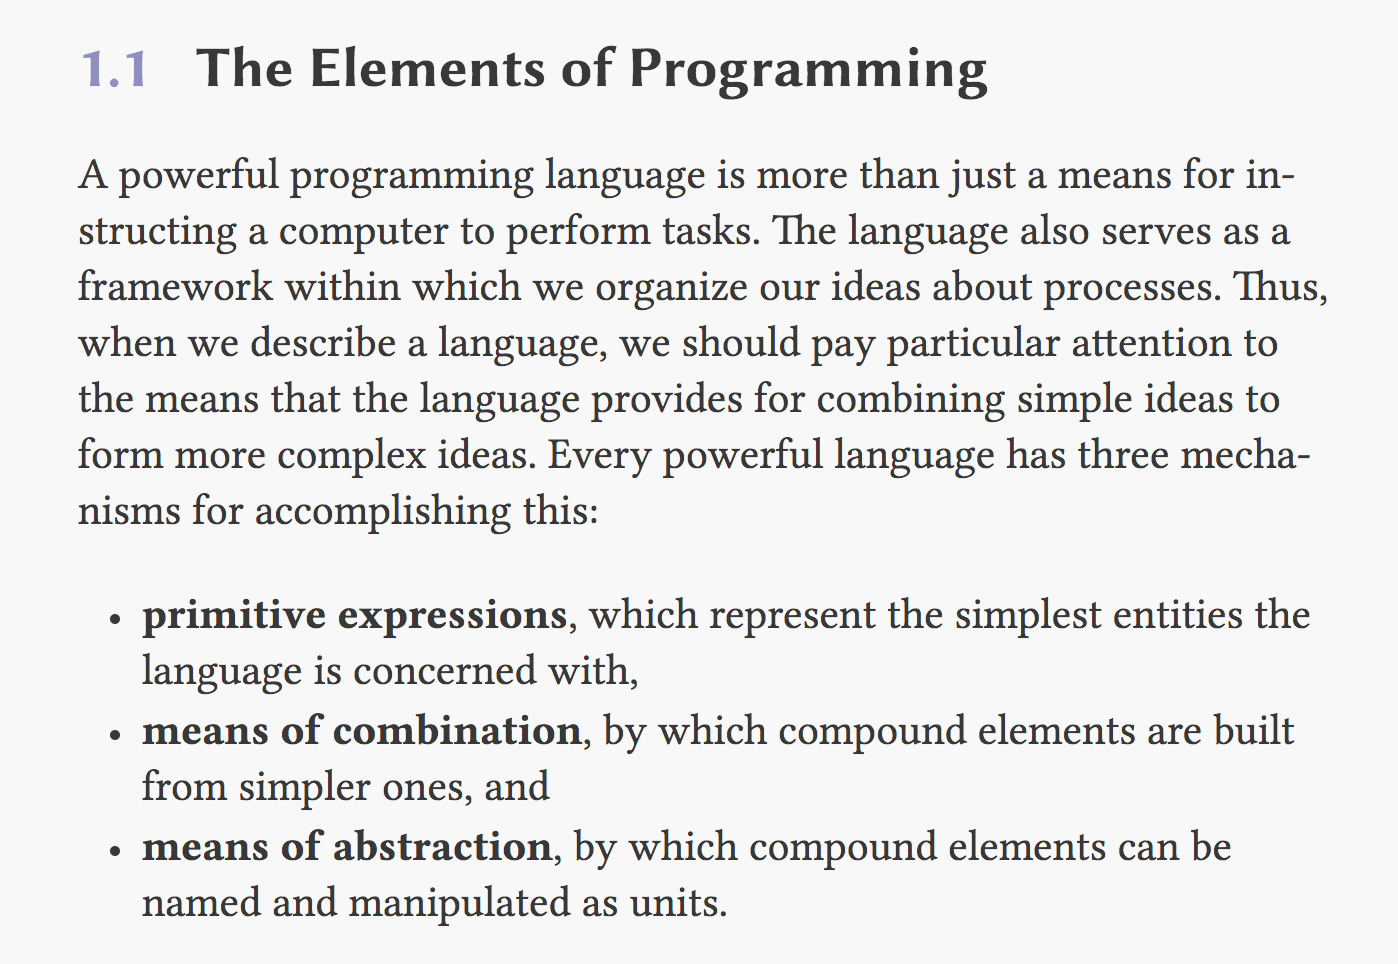 1.1 The Elements of Programming
A powerful programming language is more than just a means for in-
structing a computer to perform tasks. The language also serves as a
framework within which we organize our ideas about processes. Thus,
when we describe a language, we should pay particular attention to
the means that the language provides for combining simple ideas to
form more complex ideas. Every powerful language has three mecha-
nisms for accomplishing this:
• primitive expressions, which represent the simplest entities the
language is concerned with,
• means of combination, by which compound elements are built
from simpler ones, and
• means of abstraction, by which compound elements can be
named and manipulated as units.